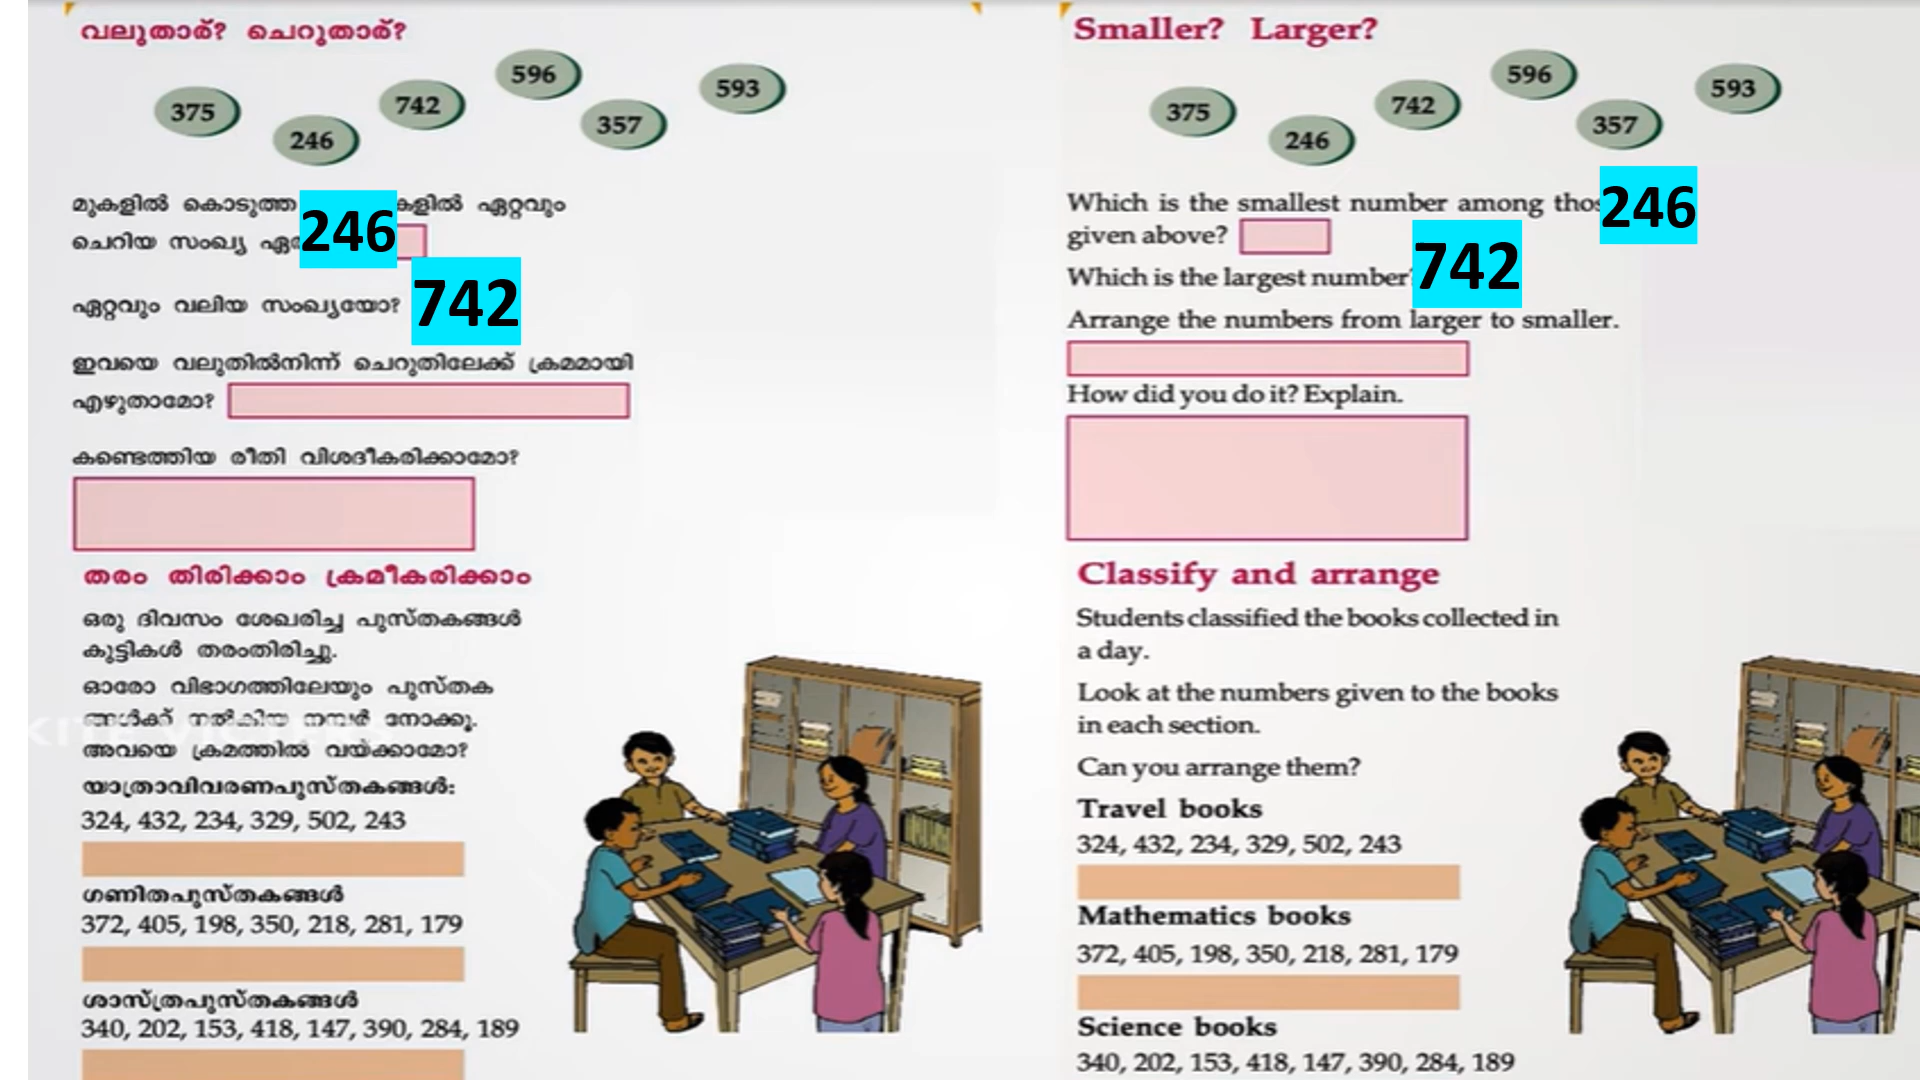 വലുതാര്? ചെറുതാര്?
375
246
742
596
357
593
മുകളിൽ കൊടുത്ത 246 കളിൽ ഏറ്റവും
ചെറിയ സംഖ്യ
ഏറ്റവും വലിയ സംഖ്യയോ? 742
ഇവയെ വലുതിൽനിന്ന് ചെറുതിലേക്ക് ക്രമമായി
എഴുതാമോ?
കണ്ടെത്തിയ രീതി വിശദീകരിക്കാമോ?
തരം തിരിക്കാം ക്രമീകരിക്കാം
ഒരു ദിവസം ശേഖരിച്ച പുസ്തകങ്ങൾ
കുട്ടികൾ തരംതിരിച്ചു.
ഓരോ വിഭാഗത്തിലേയും പുസ്തക
ങ്ങൾക്ക് നൽകിയ നമ്പർ നോക്കൂ.
അവയെ ക്രമത്തിൽ വയ്ക്കാമോ?
യാത്രാവിവരണപുസ്തകങ്ങൾ:
324, 432, 234, 329, 502, 243
ഗണിതപുസ്തകങ്ങൾ
372, 405, 198, 350, 218, 281, 179
ശാസ്ത്രപുസ്തകങ്ങൾ
340, 202, 153, 418, 147, 390, 284, 189
Smaller? Larger?
375
246
742
596
357
593
Which is the smallest number among 246
given above?
Which is the largest number? 742
Arrange the numbers from larger to smaller.
How did you do it? Explain.
Classify and arrange
Students classified the books collected in
a day.
Look at the numbers given to the books
in each section.
Can you arrange them?
Travel books
324, 432, 234, 329, 502, 243
Mathematics books
372, 405, 198, 350, 218, 281, 179
Science books
340, 202, 153, 418, 147, 390, 284, 189